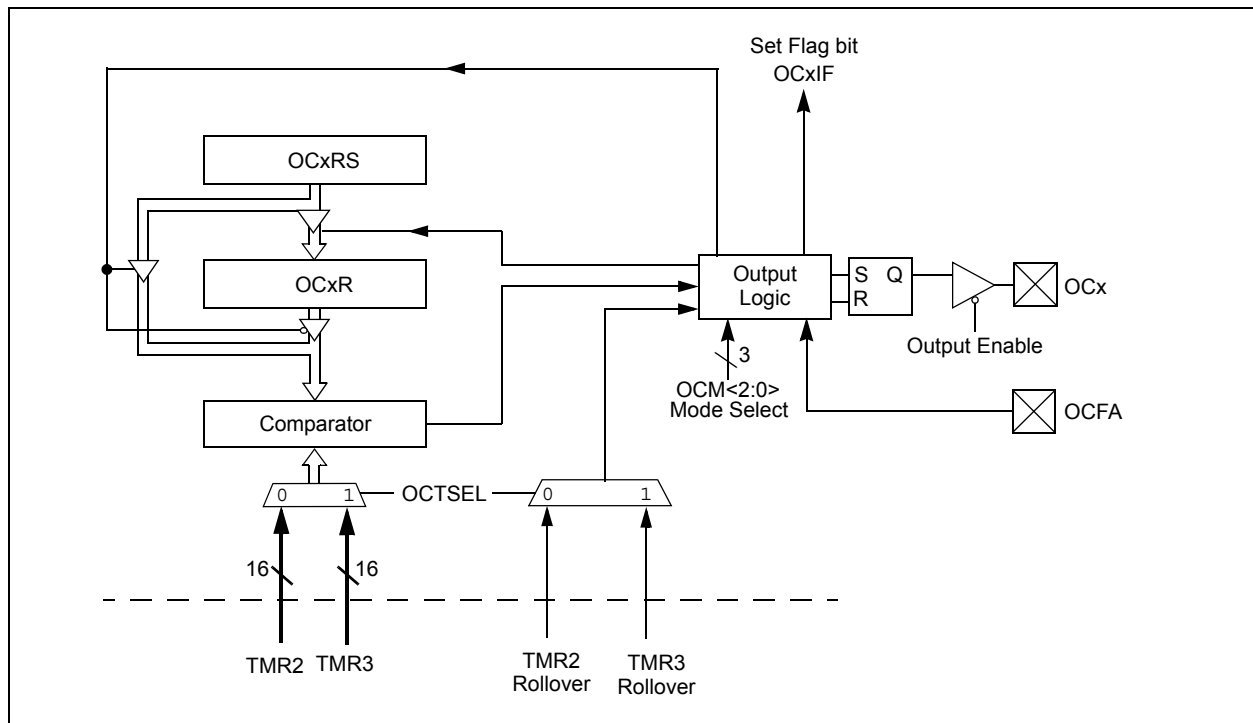 Set Flag bit
OCxIF
OCxRS
OCxR
Output
Logic
S Q
R
OCx
Output Enable
3
OCM<2:0>
Mode Select
OCFA
Comparator
0 1
OCTSEL
0 1
16
16
TMR2
TMR3
TMR2
Rollover
TMR3
Rollover